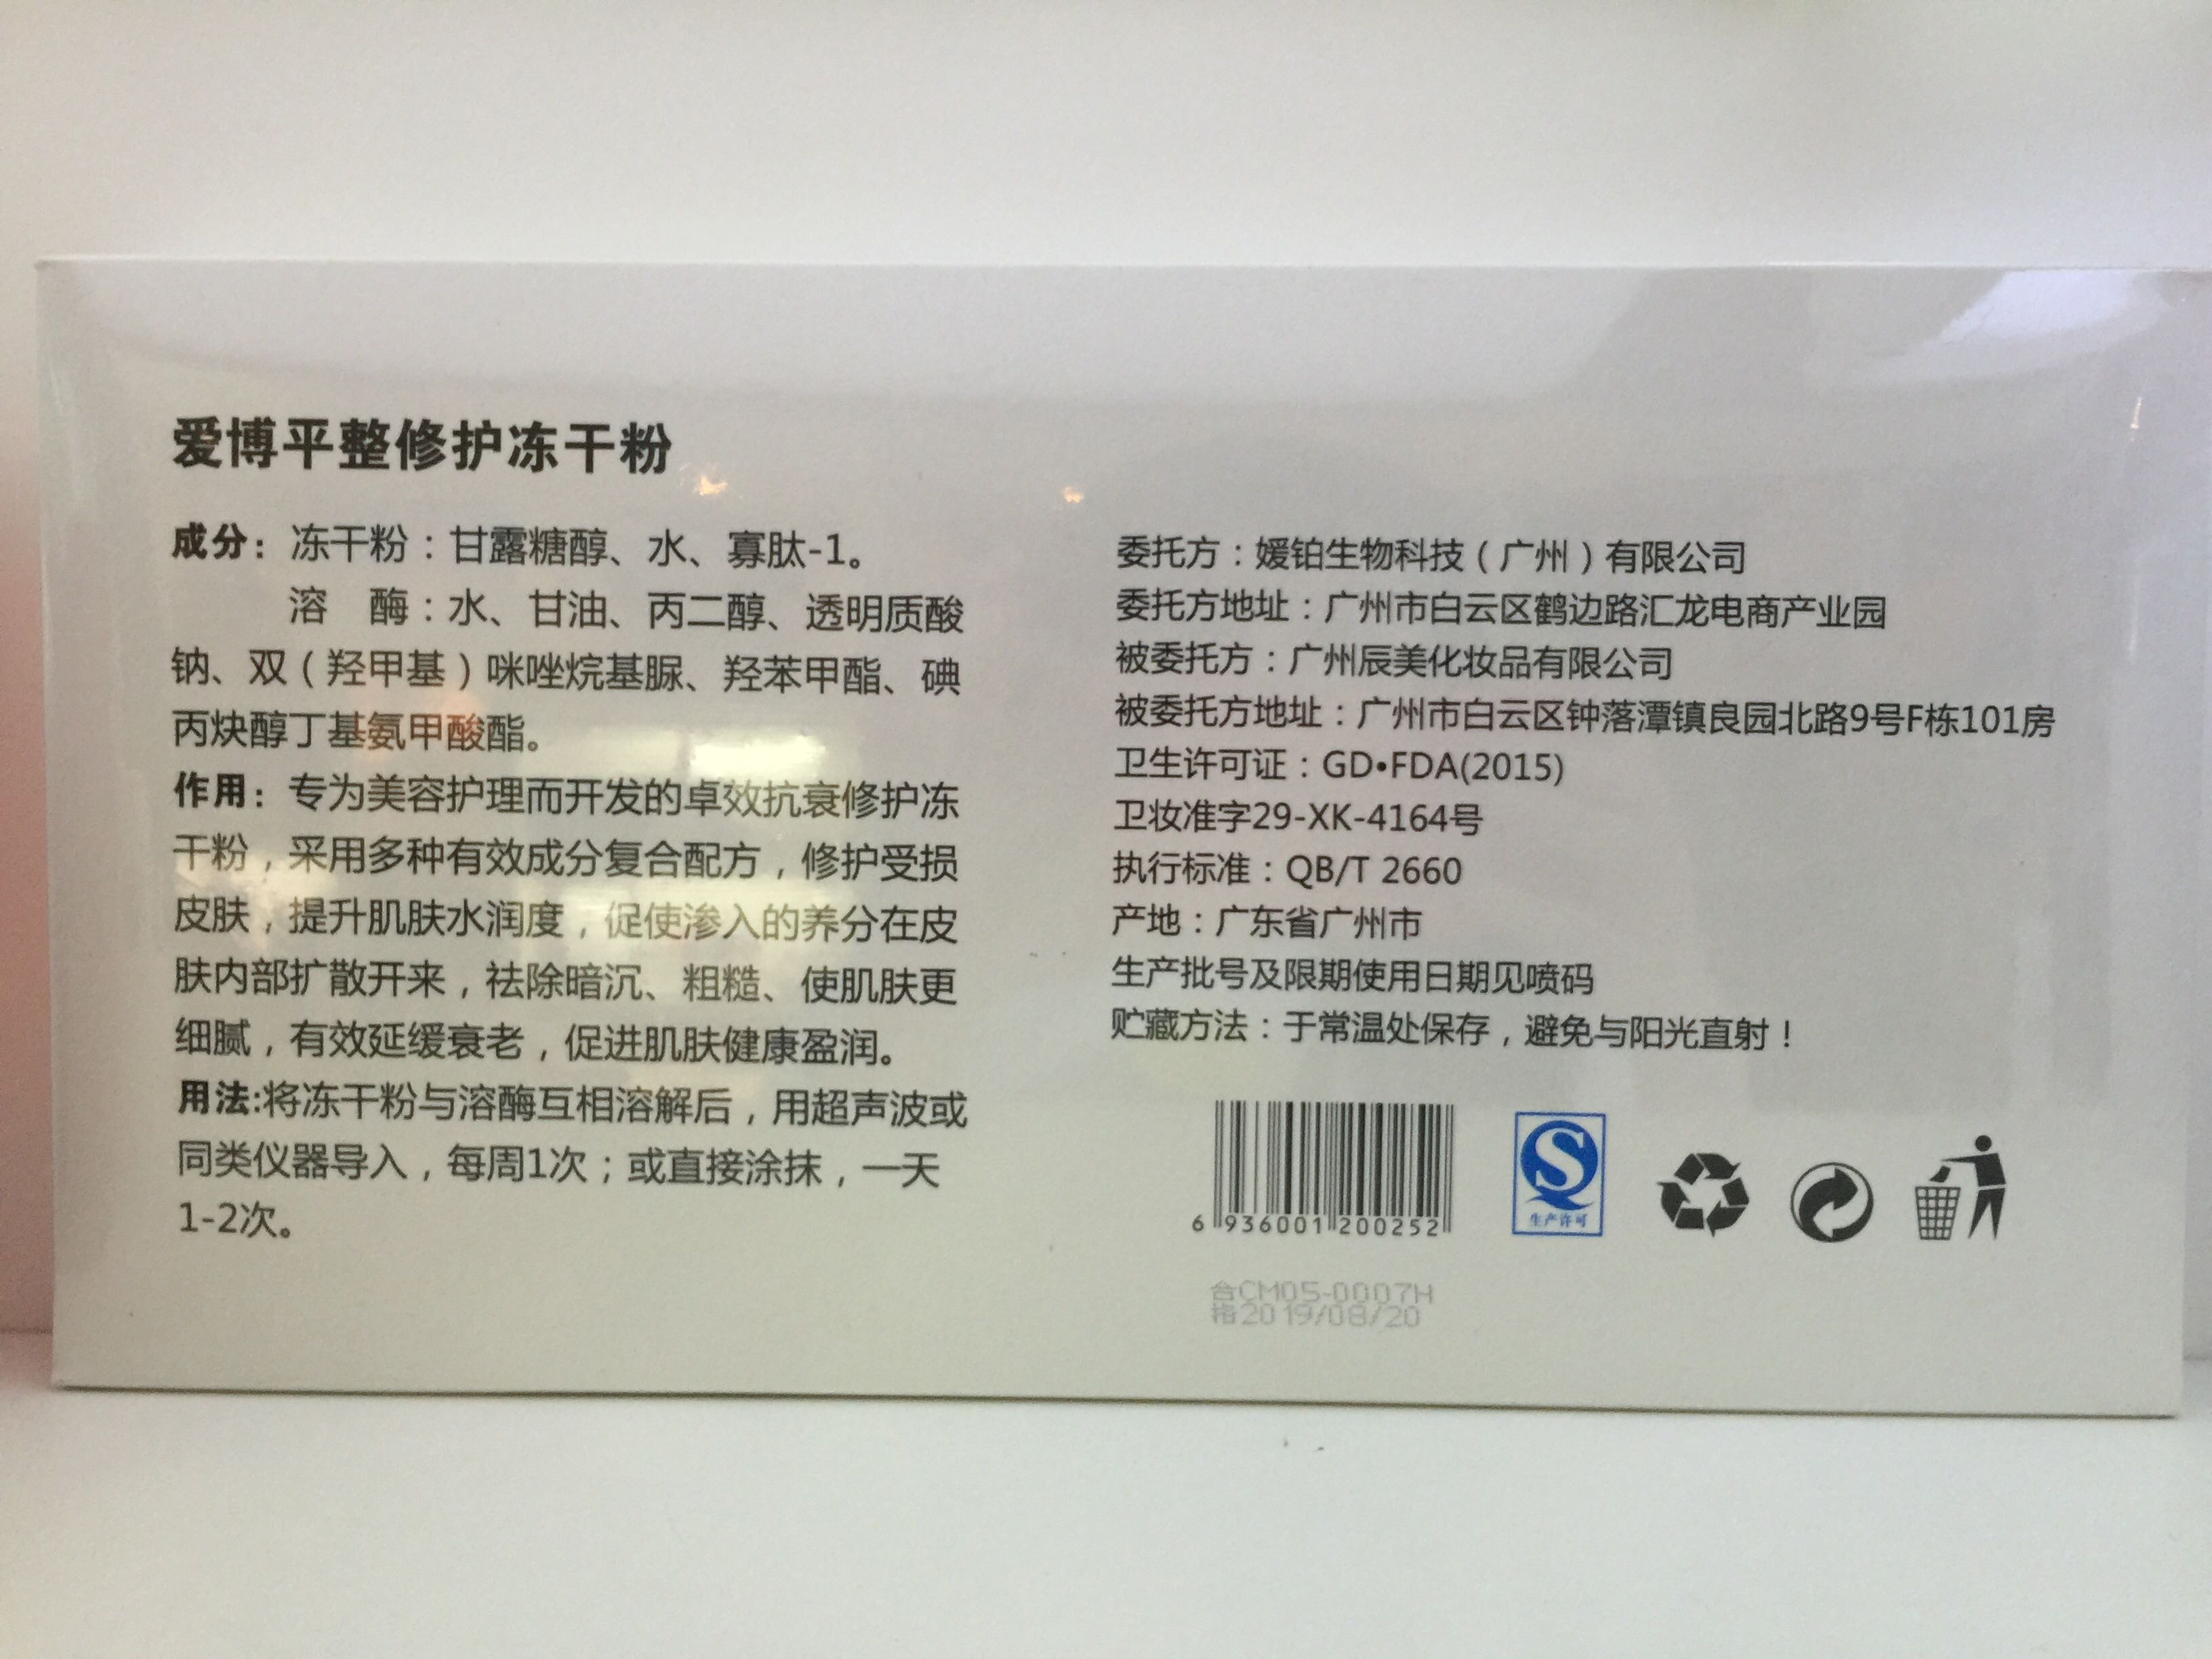 爱博平整修护冻干粉
成分：冻干粉：甘露糖醇、水、寡肽-1。
溶 酶：水、甘油、丙二醇、透明质酸
钠、双（羟甲基）咪唑烷基脲、羟苯甲酯、碘
丙炔醇丁基氨甲酸酯。
作用：专为美容护理而开发的卓效抗衰修护冻
干粉，采用多种有效成分复合配方，修护受损
皮肤，提升肌肤水润度，促使渗入的养分在皮
肤内部扩散开来，祛除暗沉、粗糙、使肌肤更
细腻，有效延缓衰老，促进肌肤健康盈润。
用法:将冻干粉与溶酶互相溶解后，用超声波或
同类仪器导入，每周1次；或直接涂抹，一天
1-2次。
委托方：媛铂生物科技（广州）有限公司
委托方地址：广州市白云区鹤边路汇龙电商产业园
被委托方：广州辰美化妆品有限公司
被委托方地址：广州市白云区钟落潭镇良园北路9号F栋101房
卫生许可证：GD•FDA(2015)
卫妆准字29-XK-4164号
执行标准：QB/T 2660
产地：广东省广州市
生产批号及限期使用日期见喷码
贮藏方法：于常温处保存，避免与阳光直射！
6 936001 200252
生产许可
合CM05-0007H
格2019/08/20